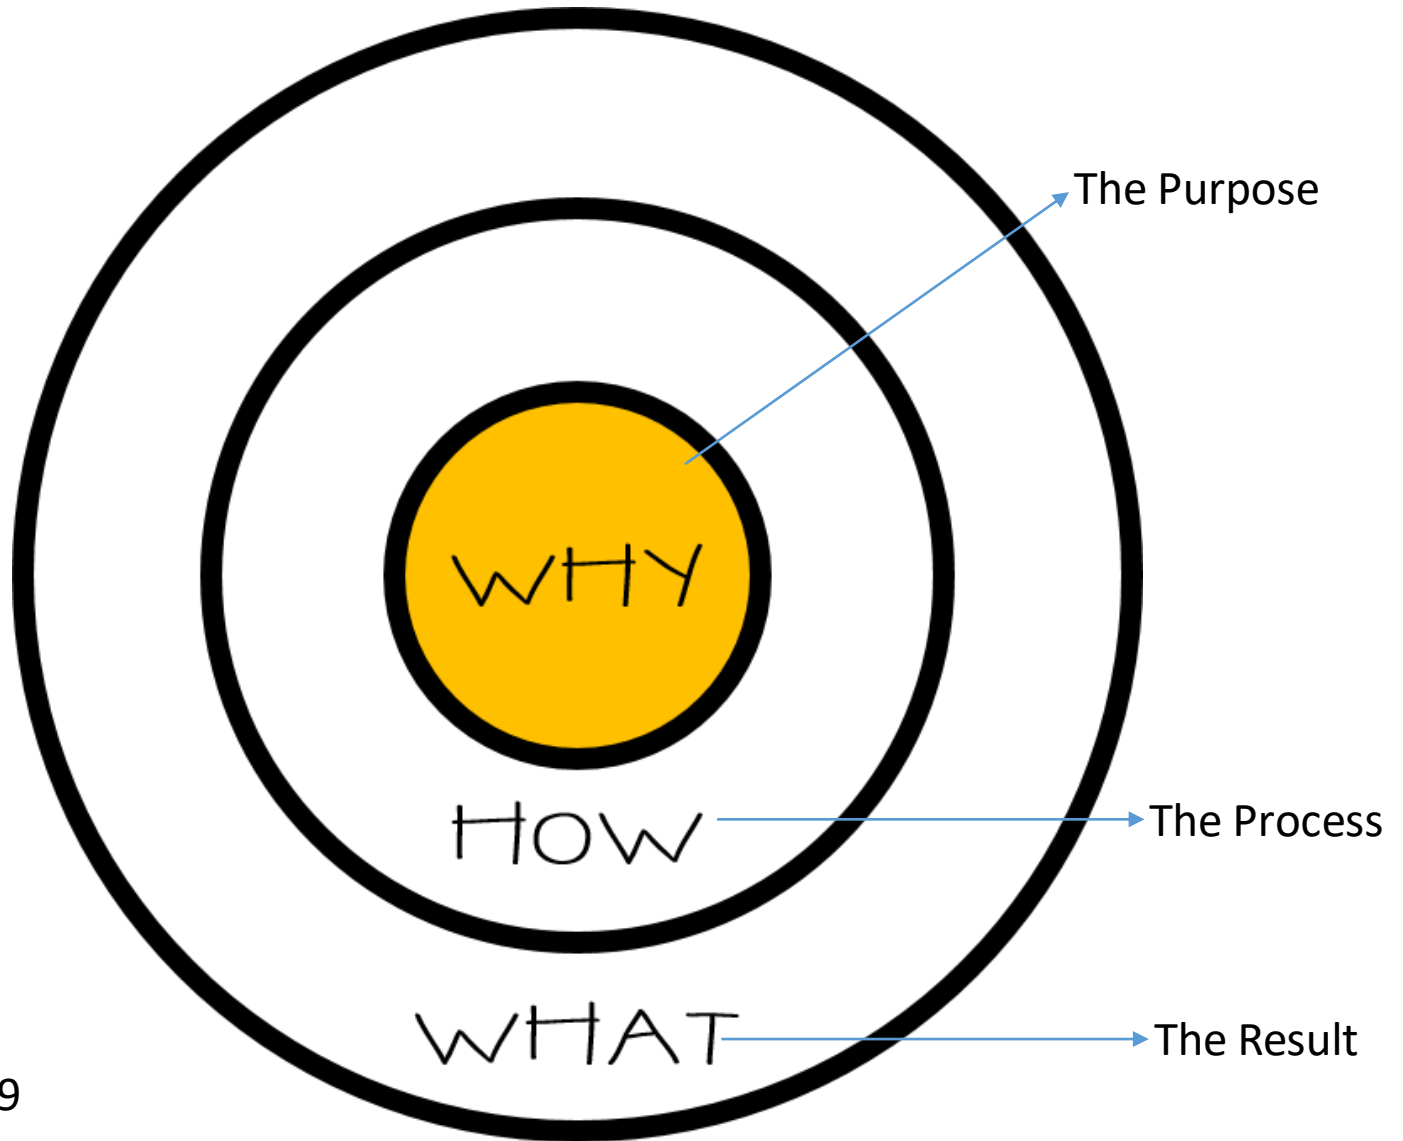 The Purpose
WHY
HOW
The Process
WHAT
The Result
9